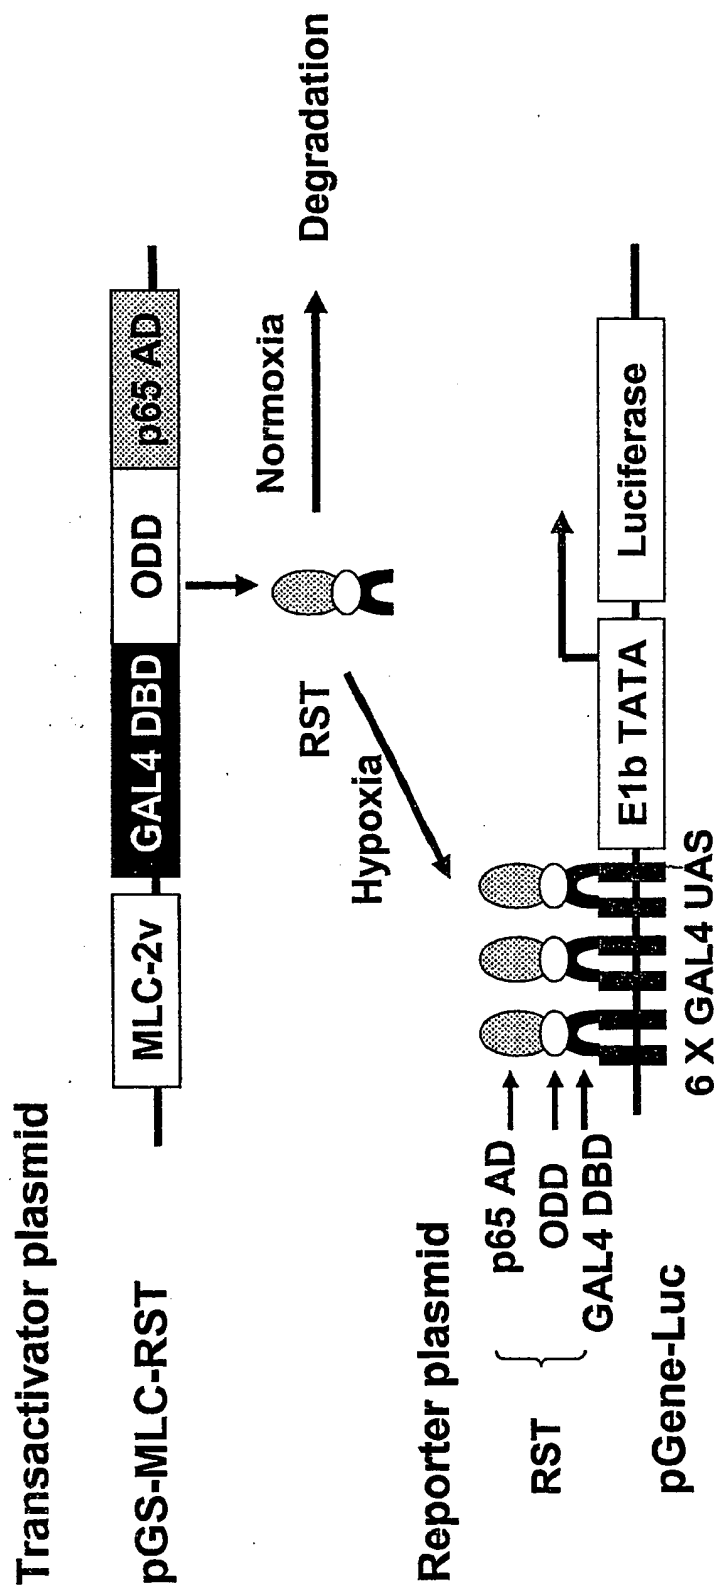 Transactivator plasmid
pGS-MLC-RST
MLC-2v
GAL4 DBD
ODD
p65 AD
RST
Normoxia
Degradation
Hypoxia
Reporter plasmid
RST
p65 AD
ODD
GAL4 DBD
pGene-Luc
6 X GAL4 UAS
E1b TATA
Luciferase